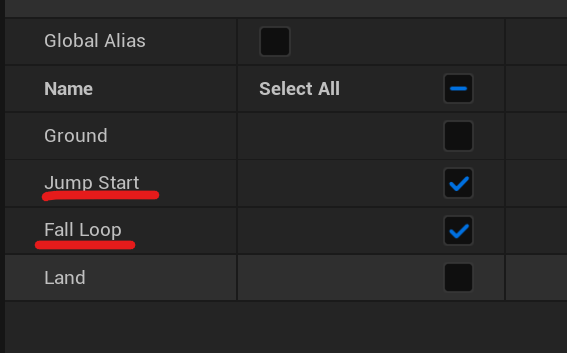 Global Alias
Name Select All
Ground
Jump Start
Fall Loop
Land